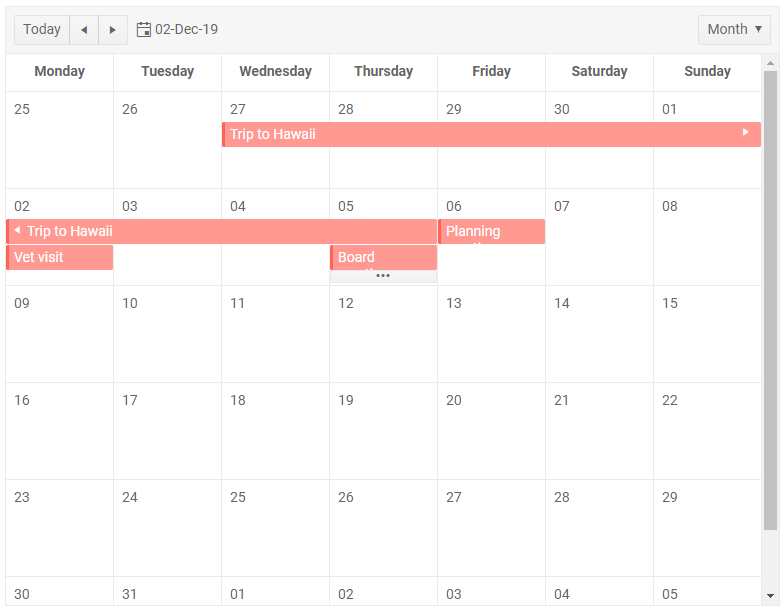 Today 02-Dec-19 Month
Monday Tuesday Wednesday Thursday Friday Saturday Sunday
25 26 27 28 29 30 01
Trip to Hawaii
02 03 04 05 06 07 08
Trip to Hawaii Planning
Vet visit Board
09 10 11 12 13 14 15
16 17 18 19 20 21 22
23 24 25 26 27 28 29
30 31 01 02 03 04 05